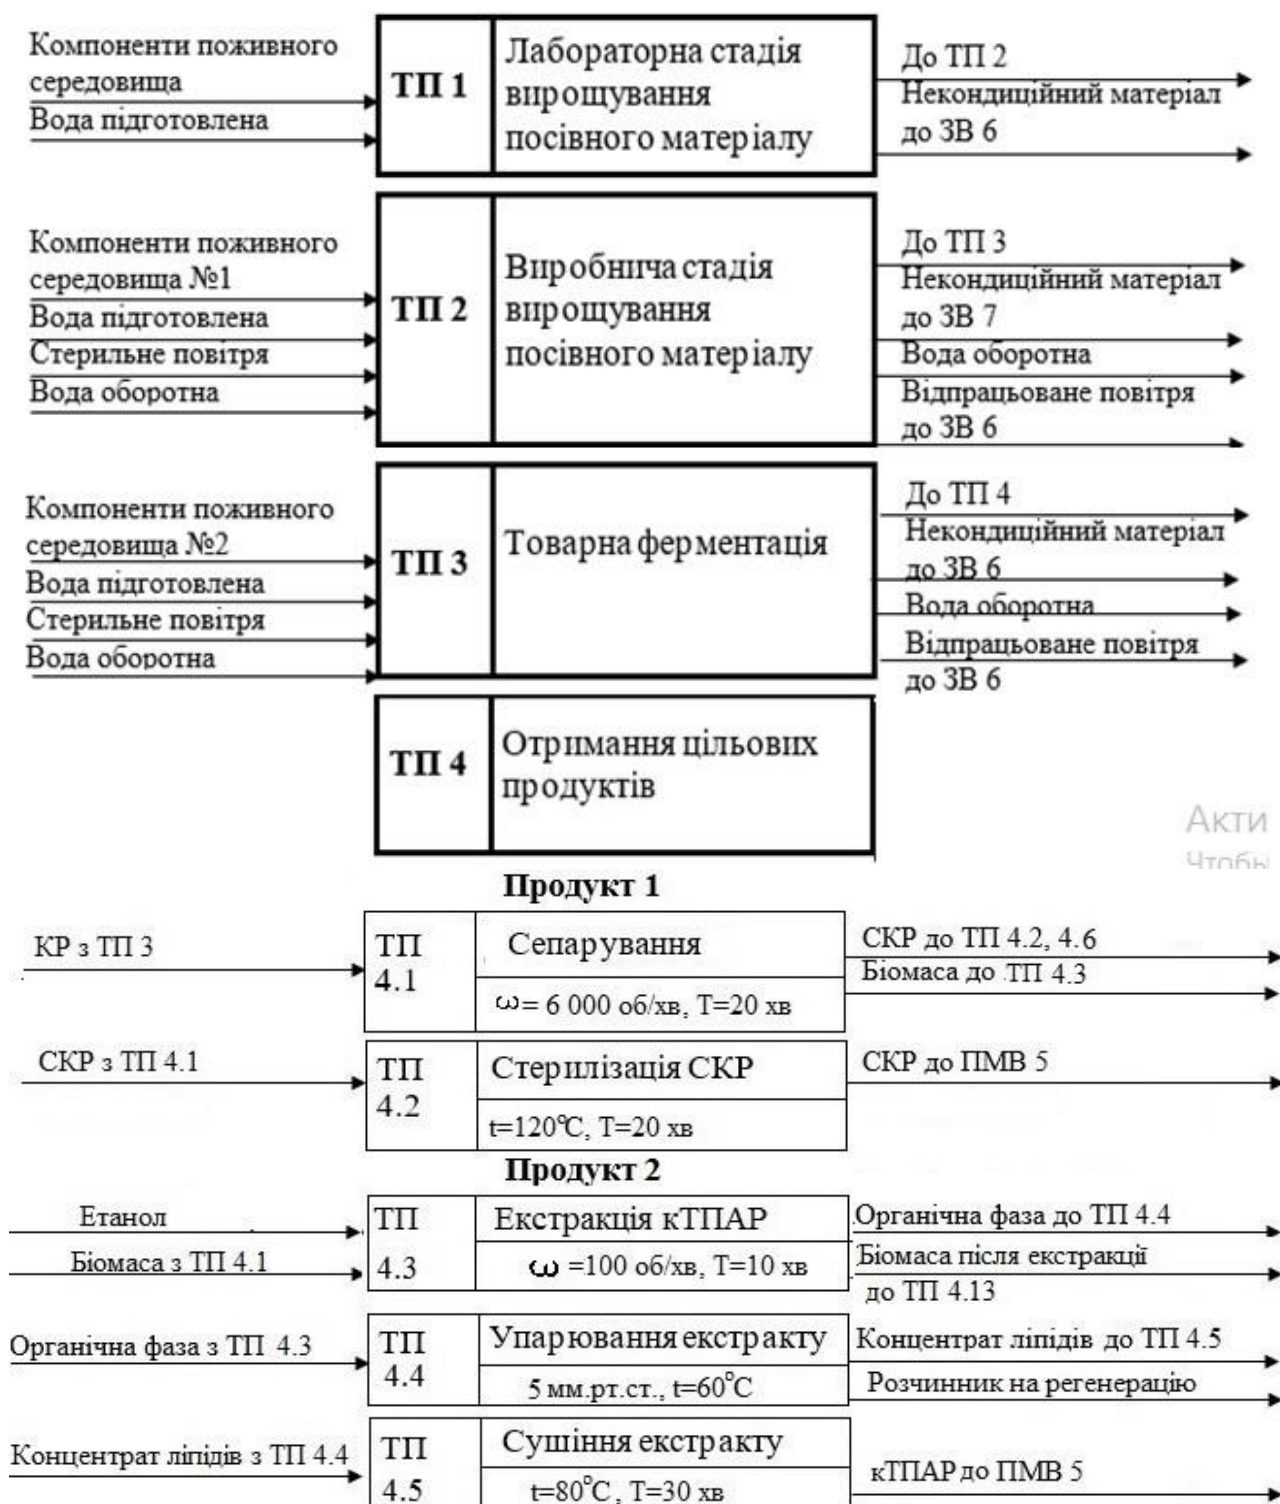 Компоненти поживного
середовища
Вода підготовлена
ТП 1
Лабораторна стадія
вирощування
посівного матеріалу
До ТП 2
Некондиційний матеріал
до ЗВ 6
Компоненти поживного
середовища №1
Вода підготовлена
Стерильне повітря
Вода оборотна
ТП 2
Виробнича стадія
вирощування
посівного матеріалу
До ТП 3
Некондиційний матеріал
до ЗВ 7
Вода оборотна
Відпрацьоване повітря
до ЗВ 6
Компоненти поживного
середовища №2
Вода підготовлена
Стерильне повітря
Вода оборотна
ТП 3
Товарна ферментація
До ТП 4
Некондиційний матеріал
до ЗВ 6
Вода оборотна
Відпрацьоване повітря
до ЗВ 6
ТП 4
Отримання цільових
продуктів
Акти
Чтобы
Продукт 1
КР з ТП 3
ТП
4.1
Сепарування
ω= 6 000 об/хв, Т=20 хв
СКР до ТП 4.2, 4.6
Біомаса до ТП 4.3
СКР з ТП 4.1
ТП
4.2
Стерилізація СКР
t=120°С, Т=20 хв
СКР до ПМВ 5
Продукт 2
Етанол
Біомаса з ТП 4.1
ТП
4.3
Екстракція кТПАР
ω =100 об/хв, Т=10 хв
Органічна фаза до ТП 4.4
Біомаса після екстракції
до ТП 4.13
Органічна фаза з ТП 4.3
ТП
4.4
Упарювання екстракту
5 мм.рт.ст., t=60°С
Концентрат ліпідів до ТП 4.5
Розчинник на регенерацію
Концентрат ліпідів з ТП 4.4
ТП
4.5
Сушіння екстракту
t=80°С, Т=30 хв
кТПАР до ПМВ 5